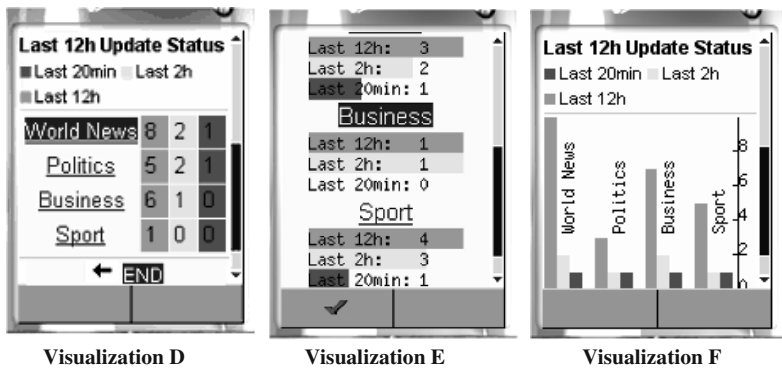 Last 12h Update Status
Last 20min Last 2h
Last 12h
World News 8 2 1
Politics 5 2 1
Business 6 1 0
Sport 1 0 0
END
Visualization D
Last 12h: 3
Last 2h: 2
Last 20min: 1
Business
Last 12h: 1
Last 2h: 1
Last 20min: 0
Sport
Last 12h: 4
Last 2h: 3
Last 20min: 1
Visualization E
Last 12h Update Status
Last 20min Last 2h
Last 12h
World News
Politics
Business
Sport
8
6
4
2
0
Visualization F